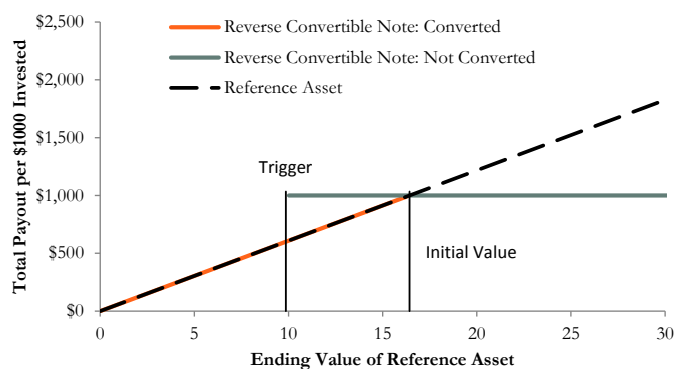 $2,500
$2,000
$1,500
$1,000
$500
$0
Total Payout per $1000 Invested
Reverse Convertible Note: Converted
Reverse Convertible Note: Not Converted
Reference Asset
Trigger
Initial Value
0 5 10 15 20 25 30
Ending Value of Reference Asset